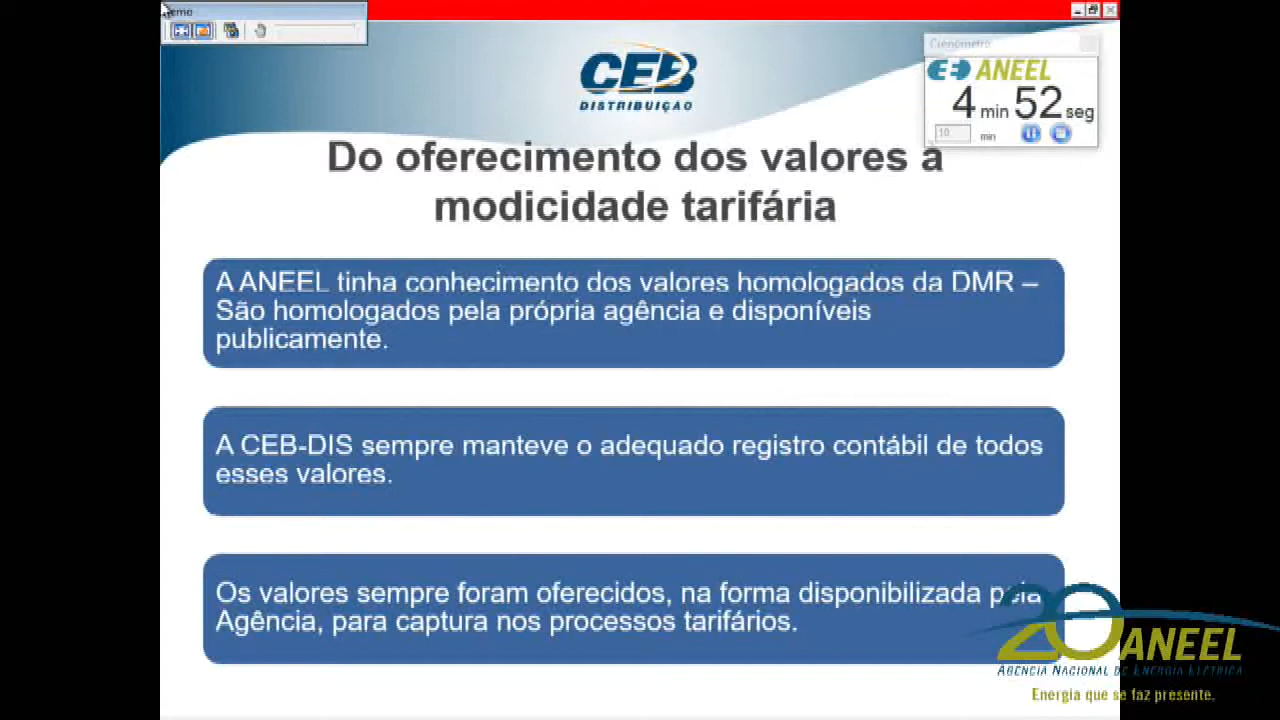 CEB
DISTRIBUIÇÃO
Cronometro
ANEEL
4 min 52 seg
10 min
Do oferecimento dos valores a
modicidade tarifária
A ANEEL tinha conhecimento dos valores homologados da DMR –
São homologados pela própria agência e disponíveis
publicamente.
A CEB-DIS sempre manteve o adequado registro contábil de todos
esses valores.
Os valores sempre foram oferecidos, na forma disponibilizada pela
Agência, para captura nos processos tarifários.
20 ANEEL
AGÊNCIA NACIONAL DE ENERGIA ELÉTRICA
Energia que se faz presente.